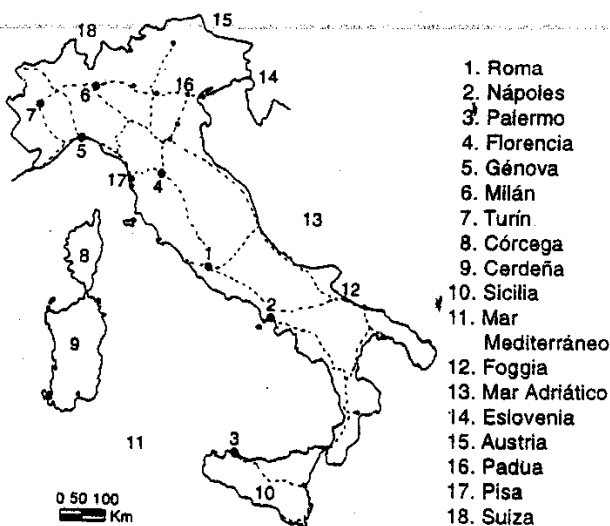 15
18
14
16
6
7
5
17
4
13
8
1
12
2
9
11
3
10
0 50 100
Km
1. Roma
2. Nápoles
3. Palermo
4. Florencia
5. Génova
6. Milán
7. Turín
8. Córcega
9. Cerdeña
10. Sicilia
11. Mar
Mediterráneo
12. Foggia
13. Mar Adriático
14. Eslovenia
15. Austria
16. Padua
17. Pisa
18. Suiza